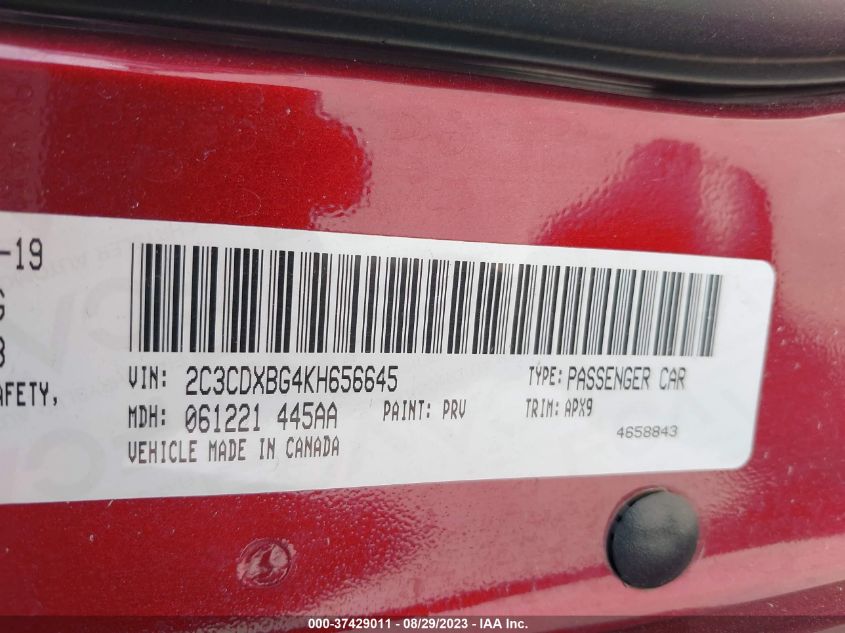 -19
G
8
AFETY,
VIN: 2C3CDXBG4KH656645 TYPE: PASSENGER CAR
MDH: 061221 445AA PAINT: PRV TRIM: APX9
4658843
VEHICLE MADE IN CANADA
000-37429011 - 08/29/2023 - IAA Inc.